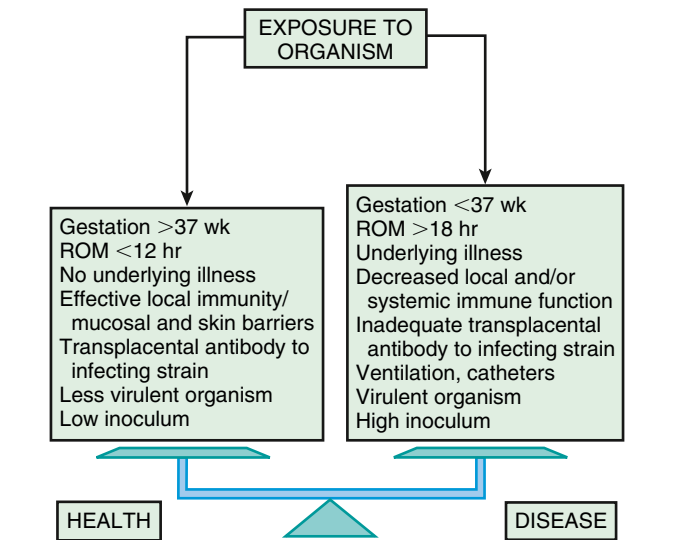 EXPOSURE TO
ORGANISM
Gestation >37 wk
ROM <12 hr
No underlying illness
Effective local immunity/
mucosal and skin barriers
Transplacental antibody to
infecting strain
Less virulent organism
Low inoculum
Gestation <37 wk
ROM >18 hr
Underlying illness
Decreased local and/or
systemic immune function
Inadequate transplacental
antibody to infecting strain
Ventilation, catheters
Virulent organism
High inoculum
HEALTH
DISEASE